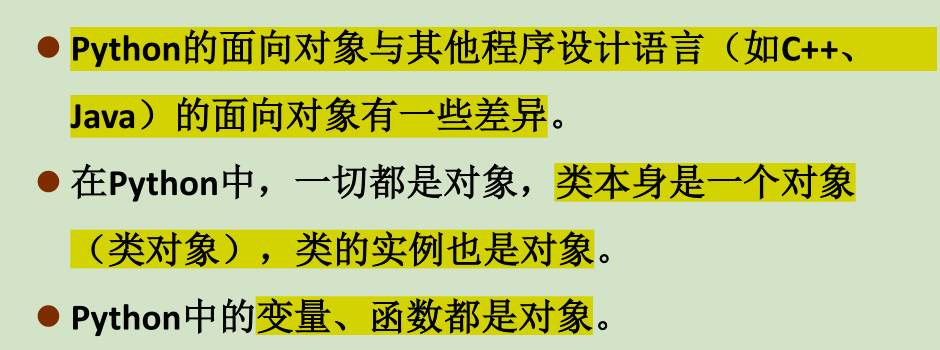 Python的面向对象与其他程序设计语言（如C++、
Java）的面向对象有一些差异。
在Python中，一切都是对象，类本身是一个对象
（类对象），类的实例也是对象。
Python中的变量、函数都是对象。